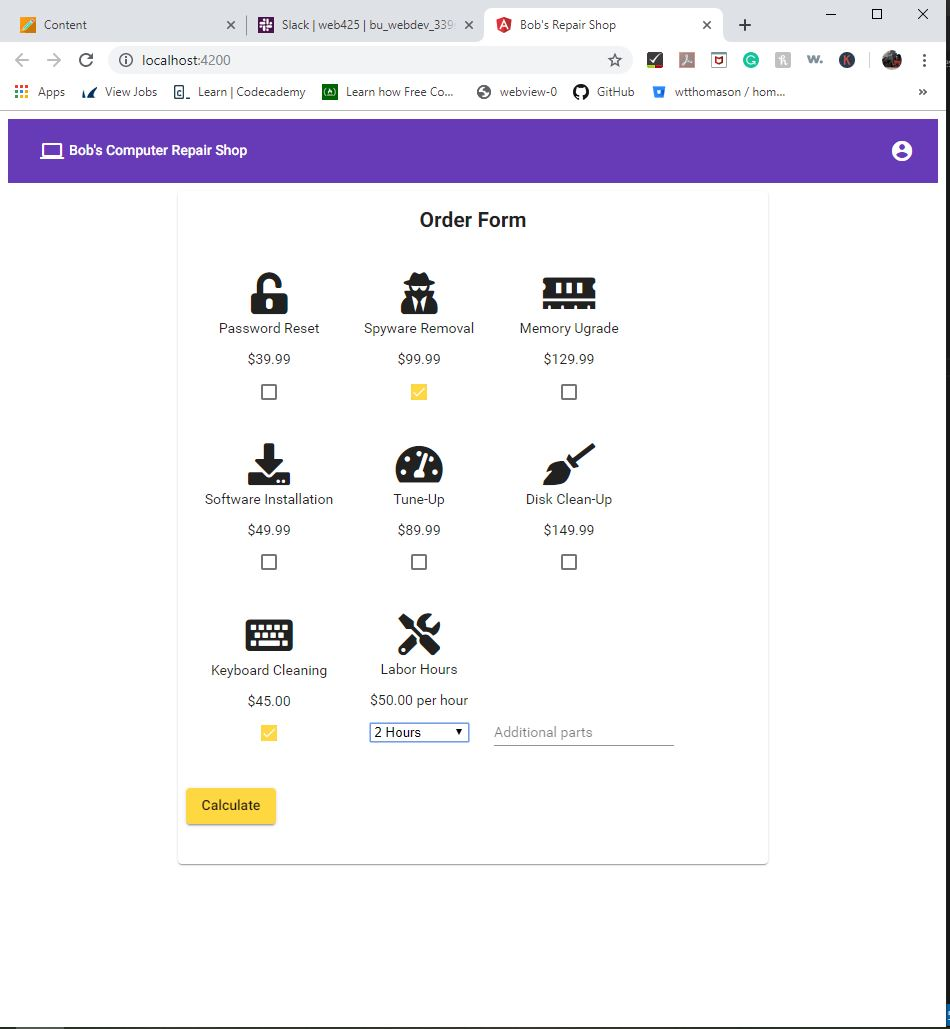 Content
Slack | web425 | bu_webdev_339
Bob's Repair Shop
localhost:4200
Apps
View Jobs
Learn | Codecademy
Learn how Free Co...
webview-0
GitHub
wtthomason / hom...
»
Bob's Computer Repair Shop
Order Form
Password Reset
Spyware Removal
Memory Ugrade
$39.99
$99.99
$129.99
Software Installation
Tune-Up
Disk Clean-Up
$49.99
$89.99
$149.99
Keyboard Cleaning
Labor Hours
$45.00
$50.00 per hour
2 Hours
Additional parts
Calculate